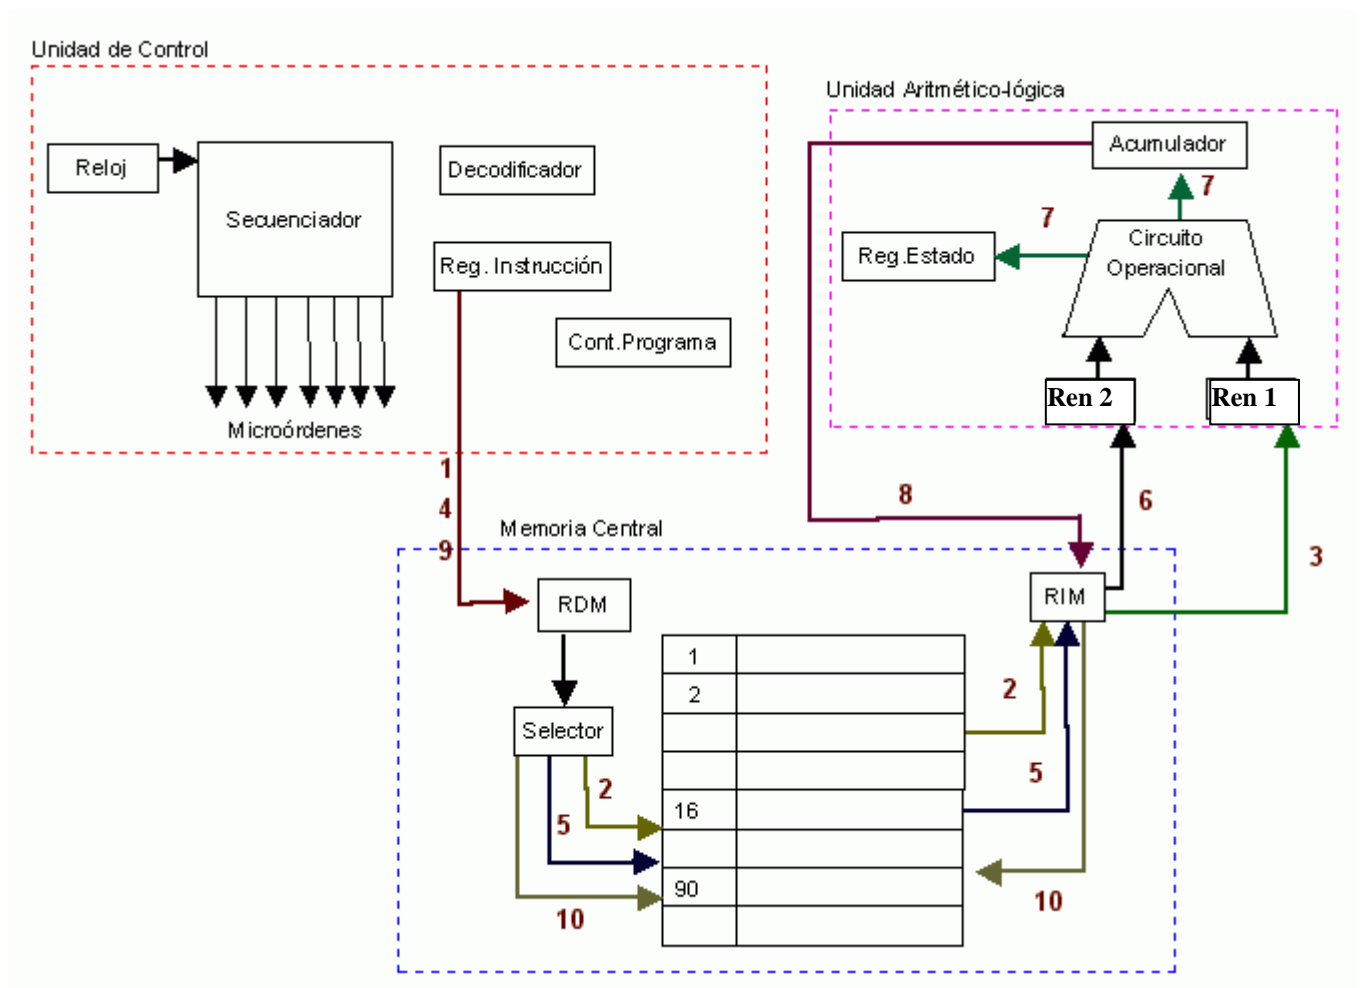 Unidad de Control
Unidad Aritmético-lógica
Reloj
Secuenciador
Decodificador
Reg. Instrucción
Cont.Programa
Microórdenes
Acumulador
7
7
Reg.Estado
Circuito
Operacional
Ren 2
Ren 1
1
4
9
8
6
3
Memoria Central
RDM
RIM
Selector
1
2
16
90
2
5
10
2
5
10